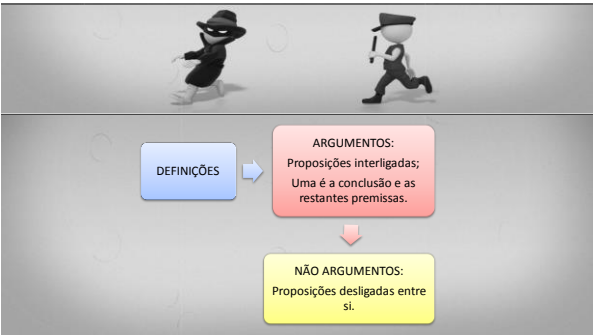 DEFINIÇÕES
ARGUMENTOS:
Proposições interligadas;
Uma é a conclusão e as
restantes premissas.
NÃO ARGUMENTOS:
Proposições desligadas entre
si.